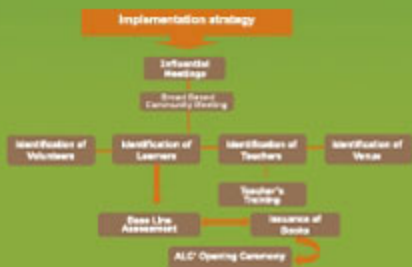 Implementation strategy
Influential
Meetings
Broad Based
Community Meeting
Identification of
Volunteers
Identification of
Learners
Identification of
Teachers
Identification of
Venue
Teacher's
Training
Base Line
Assessment
Issuance of
Books
ALC' Opening Ceremony